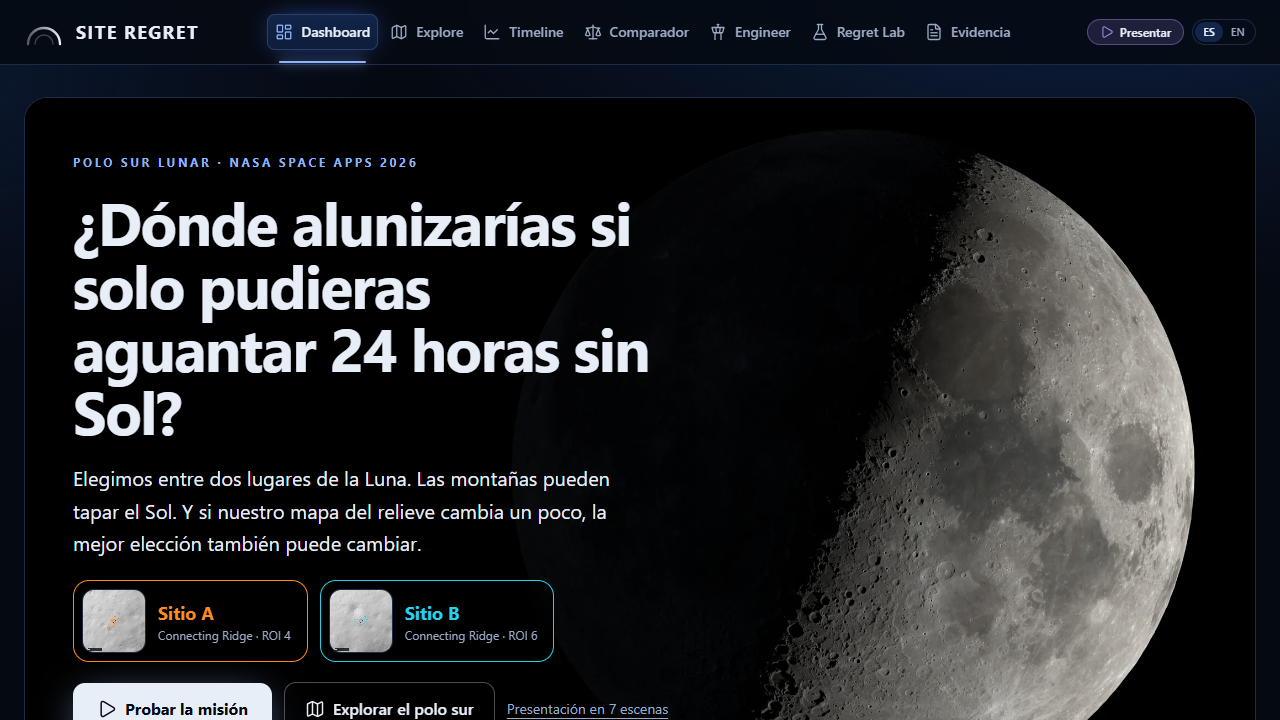 SITE REGRET
Dashboard
Explore
Timeline
Comparador
Engineer
Regret Lab
Evidencia
Presentar
ES
EN
POLO SUR LUNAR · NASA SPACE APPS 2026
¿Dónde alunizarías si
solo pudieras
aguantar 24 horas sin
Sol?
Elegimos entre dos lugares de la Luna. Las montañas pueden
tapar el Sol. Y si nuestro mapa del relieve cambia un poco, la
mejor elección también puede cambiar.
Sitio A
Connecting Ridge · ROI 4
Sitio B
Connecting Ridge · ROI 6
Probar la misión
Explorar el polo sur
Presentación en 7 escenas